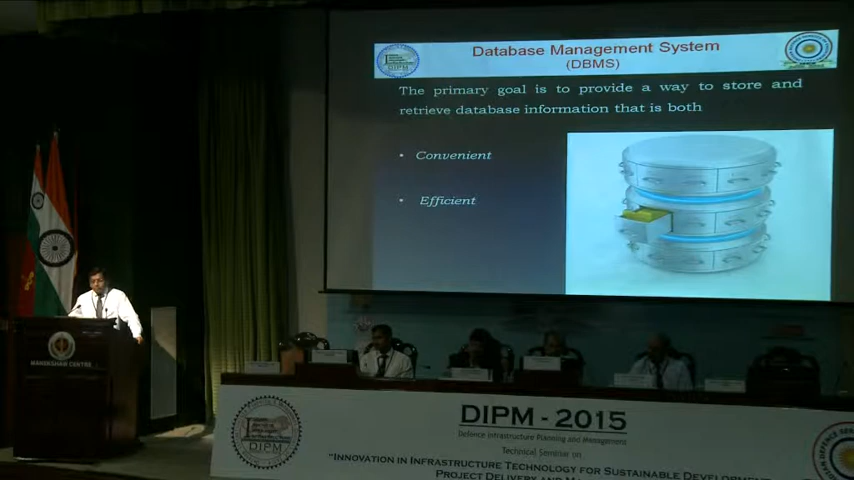 Database Management System
(DBMS)
The primary goal is to provide a way to store and
retrieve database information that is both
• Convenient
• Efficient
MANEKSHAW CENTRE
DIPM
DIPM - 2015
Defence Infrastructure Planning and Management
Technical Seminar on
"INNOVATION IN INFRASTRUCTURE TECHNOLOGY FOR SUSTAINABLE DEVELOPMENT,
PROJECT DELIVERY AND